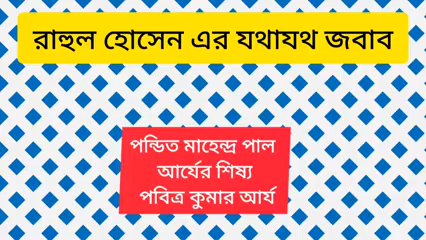 রাহুল হোসেন এর যথাযথ জবাব
পন্ডিত মাহেন্দ্র পাল
আর্যের শিষ্য
পবিত্র কুমার আর্য